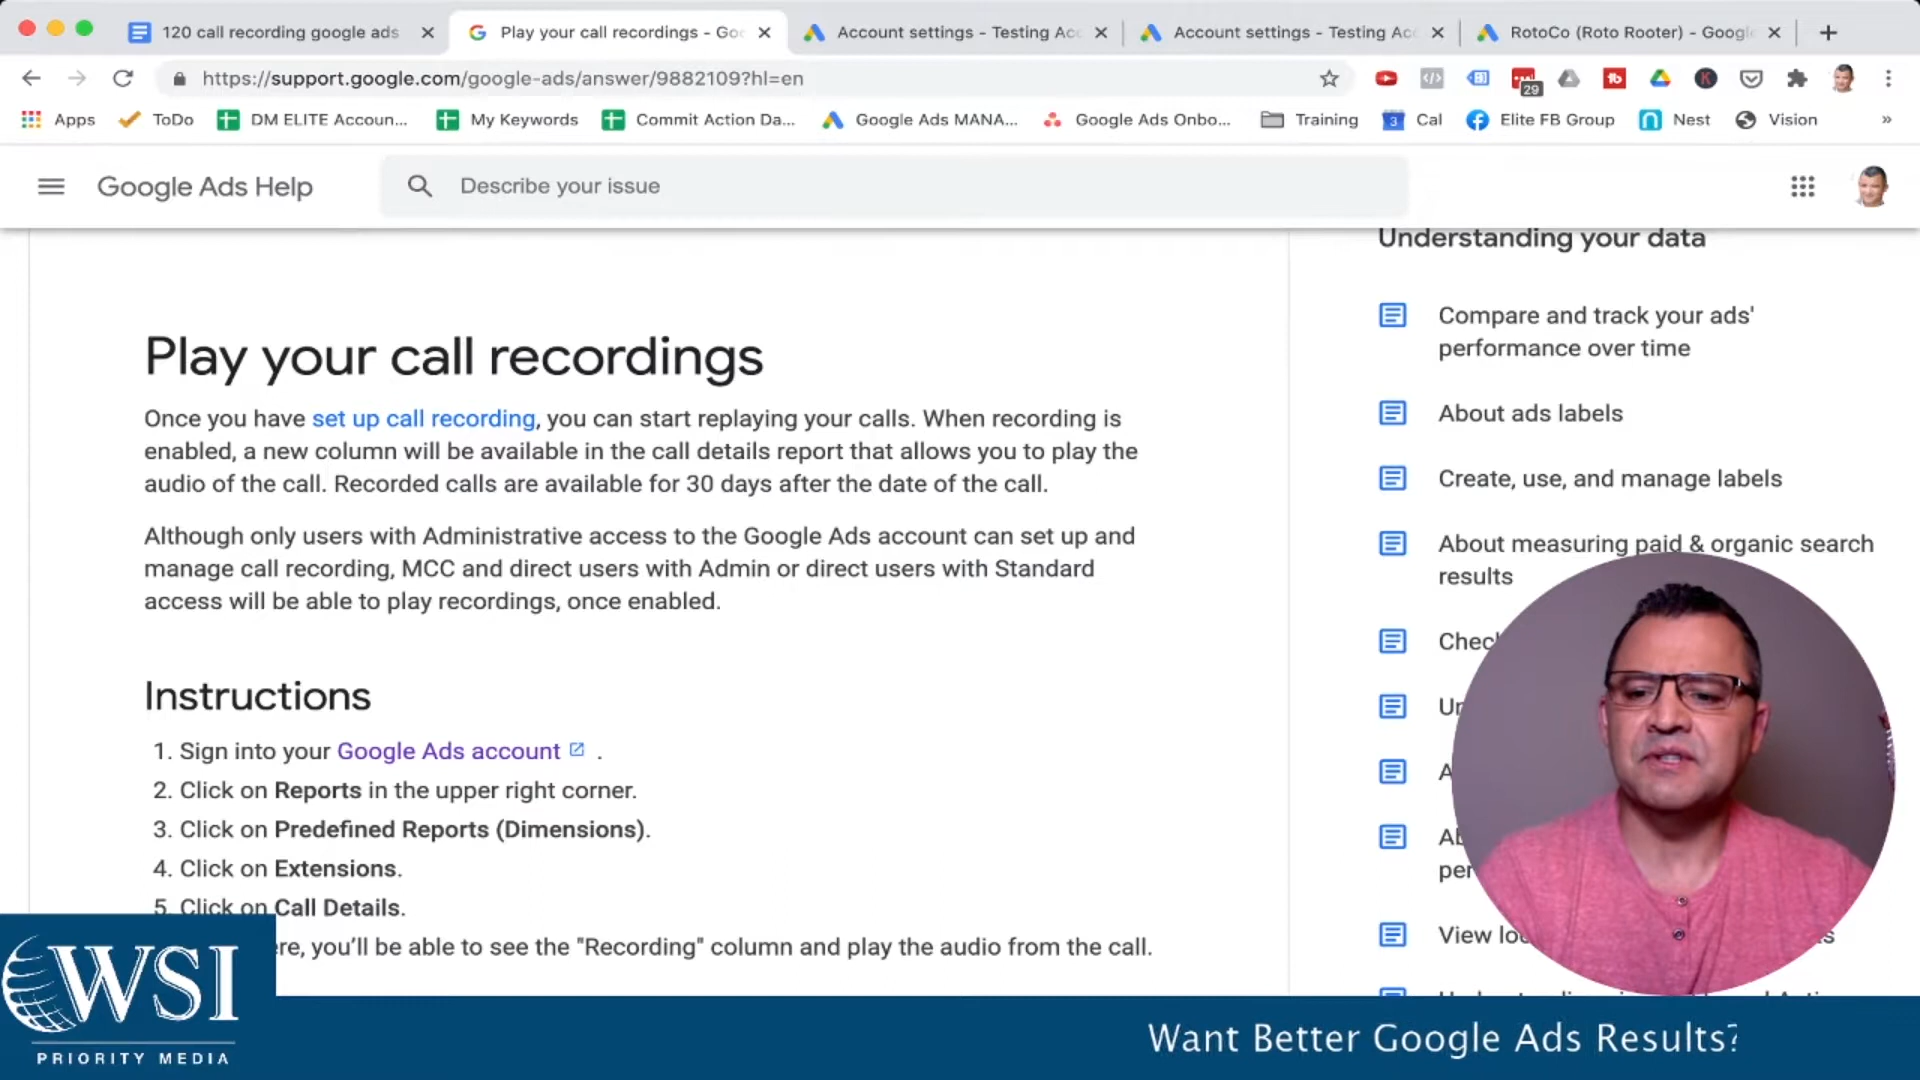 120 call recording google ads
Play your call recordings - Goo
Account settings - Testing Acc
Account settings - Testing Acc
RotoCo (Roto Rooter) - Google
https://support.google.com/google-ads/answer/9882109?hl=en
29
Apps
ToDo
DM ELITE Accoun...
My Keywords
Commit Action Da...
Google Ads MANA...
Google Ads Onbo...
Training
3
Cal
Elite FB Group
Nest
Vision
»
Google Ads Help
Describe your issue
Understanding your data
Compare and track your ads'
performance over time
About ads labels
Create, use, and manage labels
About measuring paid & organic search
results
Play your call recordings
Once you have set up call recording, you can start replaying your calls. When recording is
enabled, a new column will be available in the call details report that allows you to play the
audio of the call. Recorded calls are available for 30 days after the date of the call.
Although only users with Administrative access to the Google Ads account can set up and
manage call recording, MCC and direct users with Admin or direct users with Standard
access will be able to play recordings, once enabled.
Instructions
1. Sign into your Google Ads account .
2. Click on Reports in the upper right corner.
3. Click on Predefined Reports (Dimensions).
4. Click on Extensions.
5. Click on Call Details.
you'll be able to see the "Recording" column and play the audio from the call.
View
WSI
PRIORITY MEDIA
Want Better Google Ads Results?